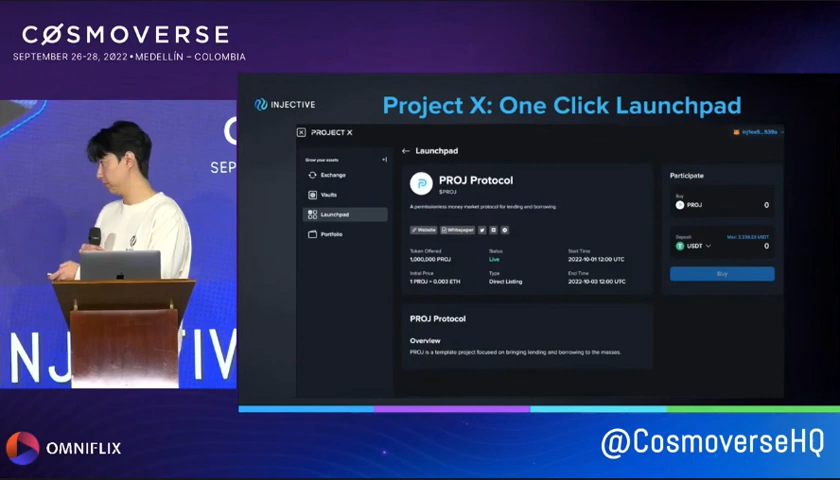 COSMOVERSE
SEPTEMBER 26-28, 2022 • MEDELLÍN – COLOMBIA
INJECTIVE
Project X: One Click Launchpad
PROJECT X
Grow your assets
Exchange
Vaults
Launchpad
Portfolio
← Launchpad
PROJ Protocol
$PROJ
A permissionless money market protocol for lending and borrowing.
Website
Whitepaper
Token Offered
Status
Start Time
1,000,000 PROJ
Live
2022-10-01 12:00 UTC
Initial Price
Type
End Time
1 PROJ = 0.003 ETH
Direct Listing
2022-10-03 12:00 UTC
PROJ Protocol
Overview
PROJ is a template project focused on bringing lending and borrowing to the masses.
Participate
Buy
PROJ
0
Deposit
USDT
0
Buy
C
SEP
NJ
TIV
OMNIFLIX
@CosmoverseHQ